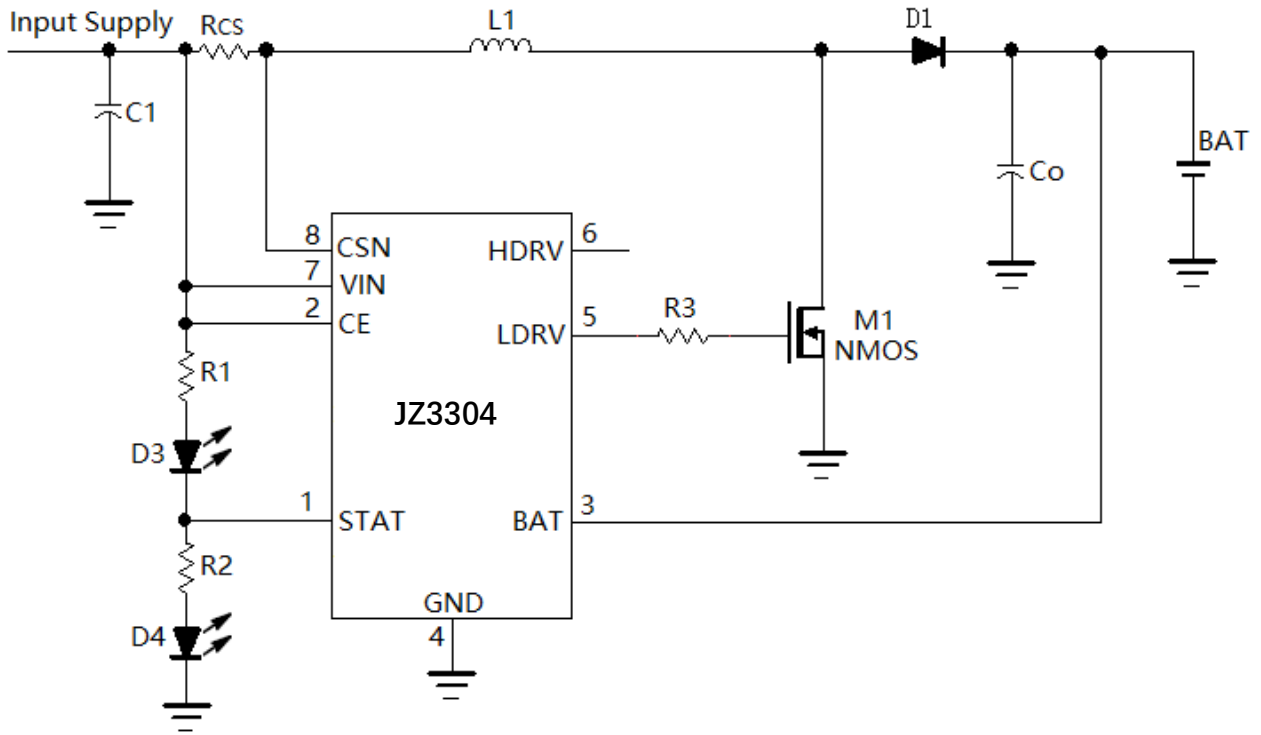 Input Supply
RCS
L1
D1
C1
Co
BAT
8
CSN
HDRV
6
7
VIN
2
CE
LDRV
5
R3
M1
NMOS
R1
JZ3304
D3
1
STAT
BAT
3
R2
GND
D4
4